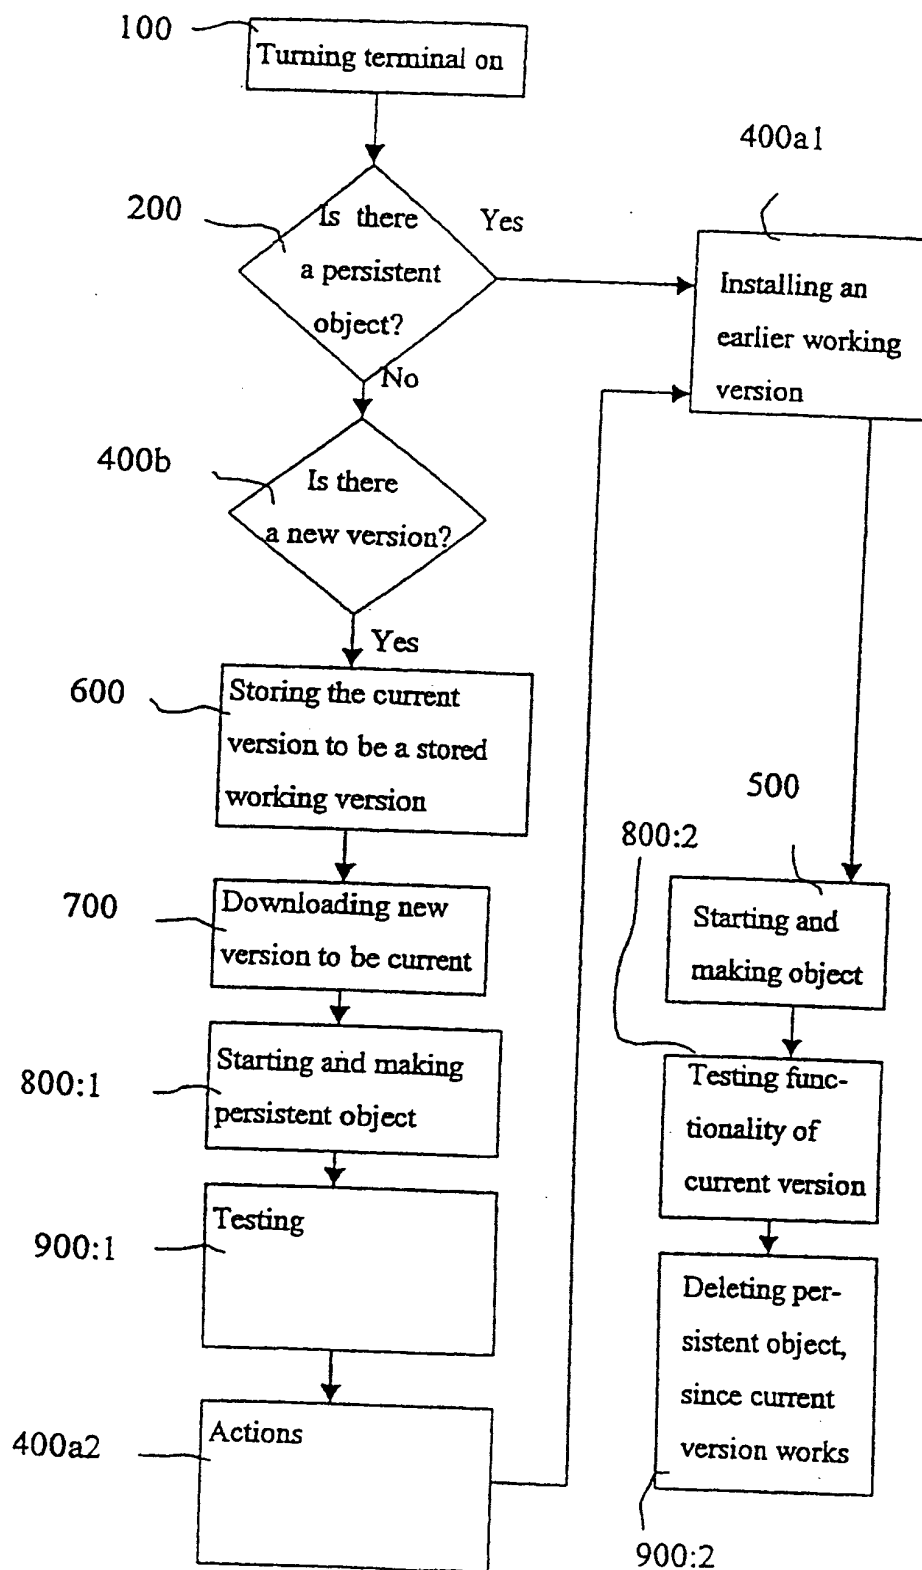 100
Turning terminal on
200
Is there
a persistent
object?
Yes
No
400a1
Installing an
earlier working
version
400b
Is there
a new version?
Yes
600
Storing the current
version to be a stored
working version
700
Downloading new
version to be current
800:1
Starting and making
persistent object
900:1
Testing
400a2
Actions
500
Starting and
making object
800:2
Testing func-
tionality of
current version
Deleting per-
sistent object,
since current
version works
900:2